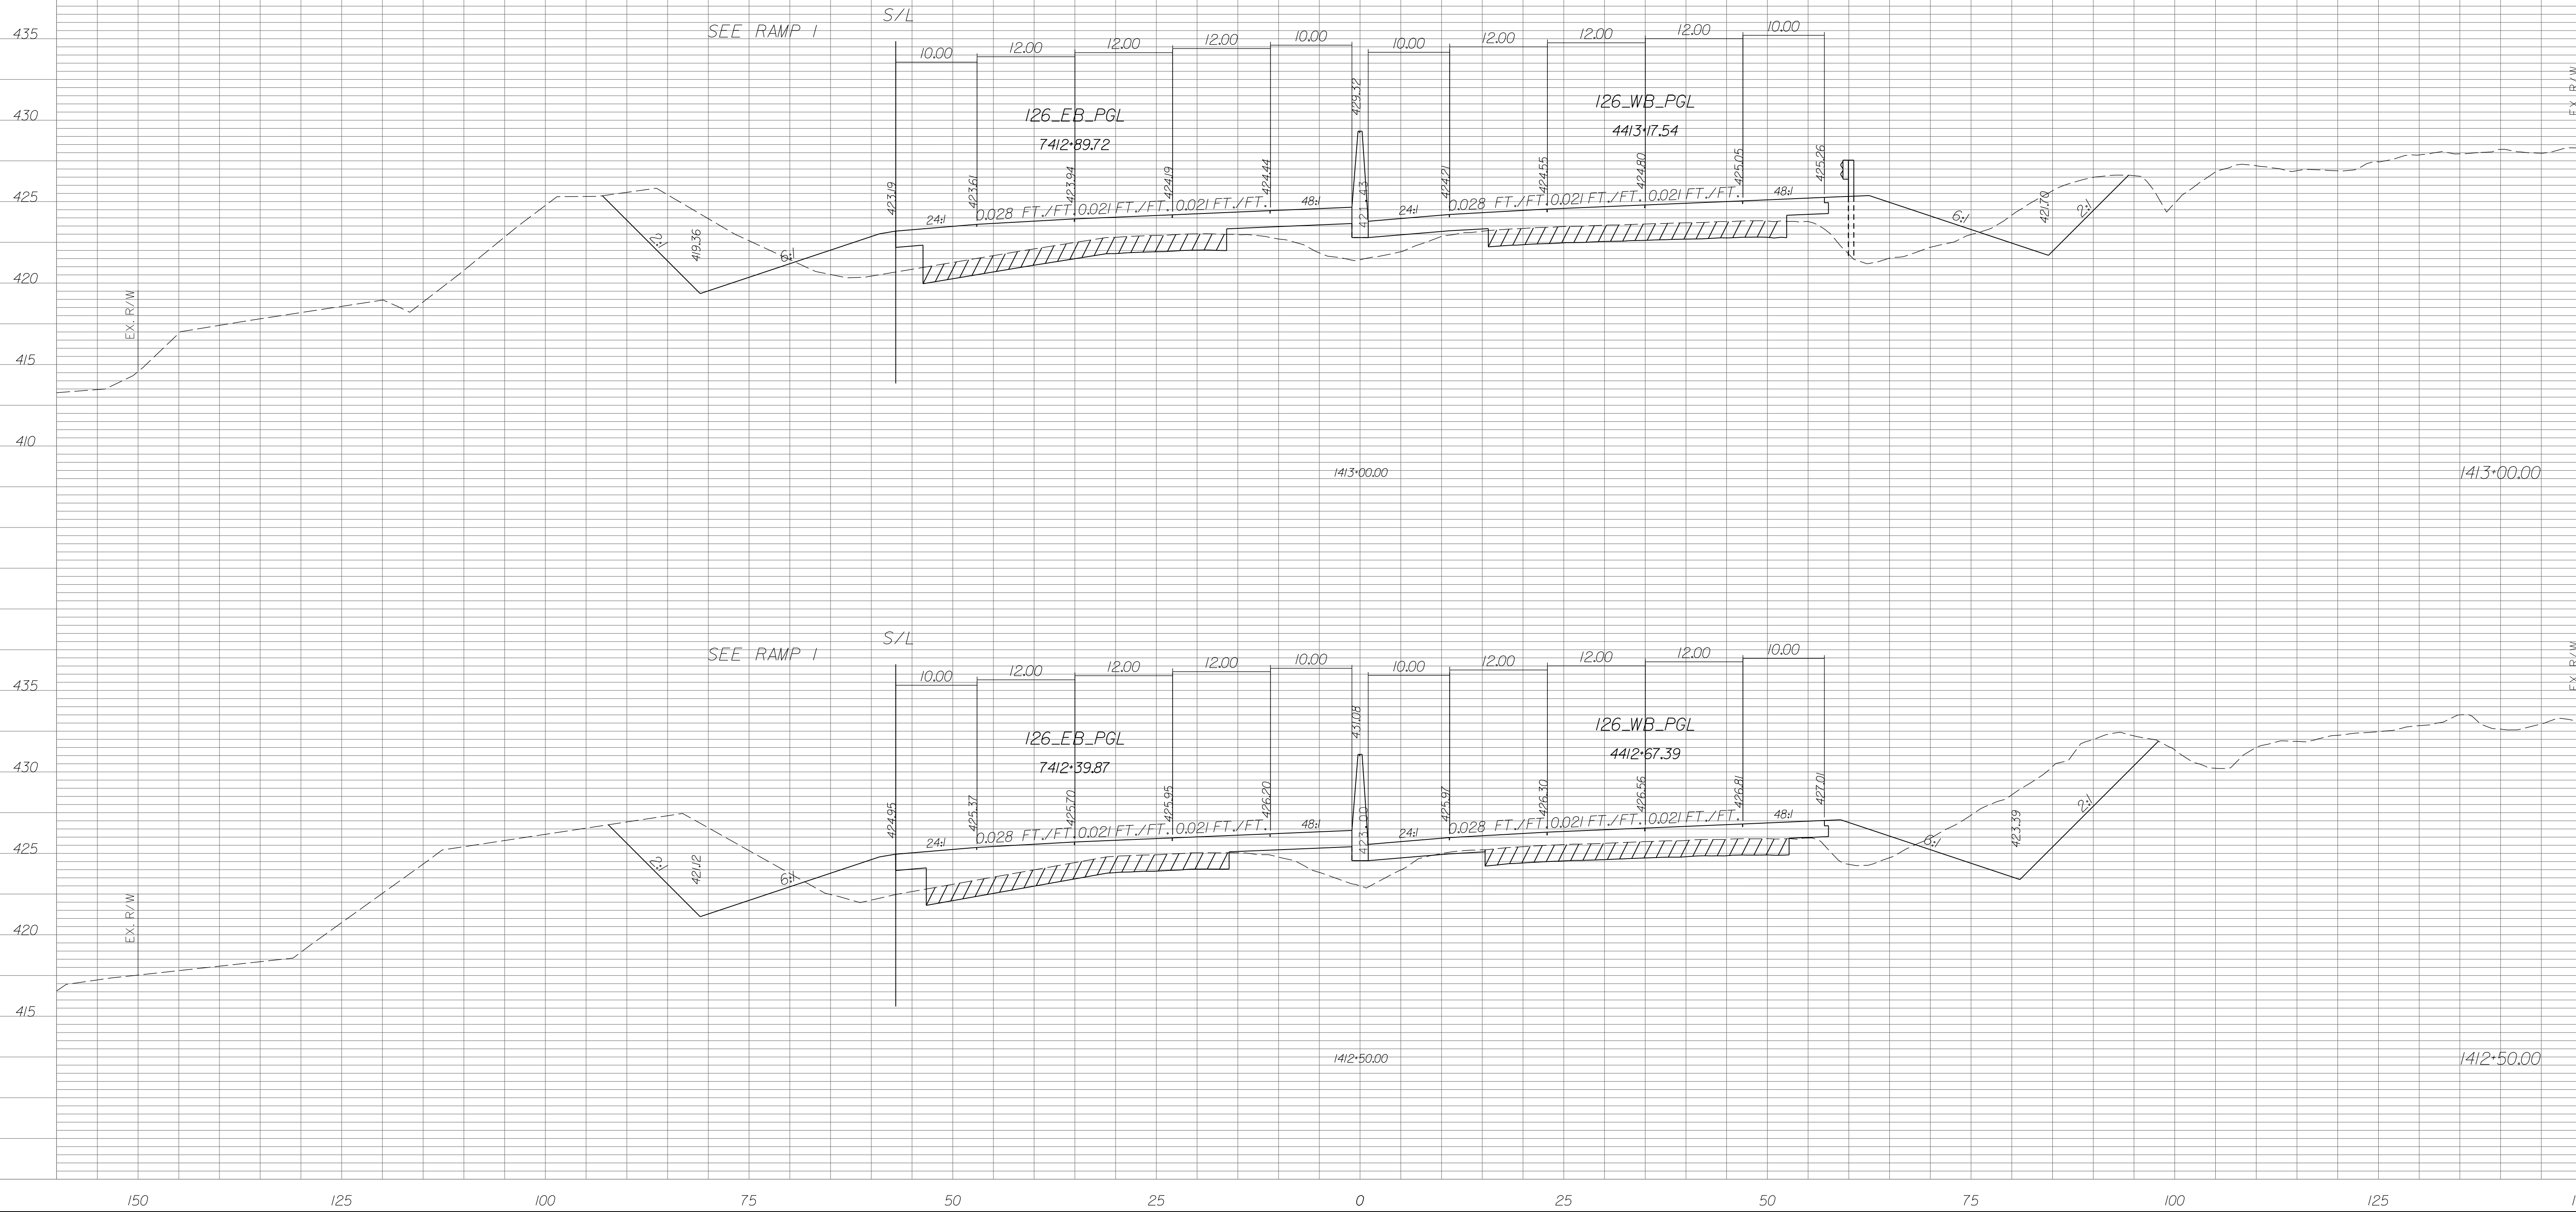 S/L
SEE RAMP 1
435
10.00 12.00 12.00 12.00 10.00 10.00 12.00 12.00 12.00 10.00
EX. R/W
429.32
430
126_EB_PGL 126_WB_PGL
7412+89.72 4413+17.54
423.19 423.61 423.94 424.19 424.44 421.43 424.21 424.55 424.80 425.05 425.26
425
24:1 0.028 FT./FT. 0.021 FT./FT. 0.021 FT./FT. 48:1 24:1 0.028 FT./FT. 0.021 FT./FT. 0.021 FT./FT. 48:1
2:1 419.36 6:1 6:1 421.70 2:1
420
EX. R/W
415
410
1413+00.00 1413+00.00
S/L
SEE RAMP 1
EX. R/W
435
10.00 12.00 12.00 12.00 10.00 10.00 12.00 12.00 12.00 10.00
431.08
126_EB_PGL 126_WB_PGL
7412+39.87 4412+67.39
430
424.95 425.37 425.70 425.95 426.20 425.97 426.30 426.56 426.81 427.01
425
24:1 0.028 FT./FT. 0.021 FT./FT. 0.021 FT./FT. 48:1 24:1 0.028 FT./FT. 0.021 FT./FT. 0.021 FT./FT. 48:1
2:1 421.12 6:1 6:1 423.39 2:1
420
EX. R/W
415
1412+50.00 1412+50.00
150 125 100 75 50 25 0 25 50 75 100 125